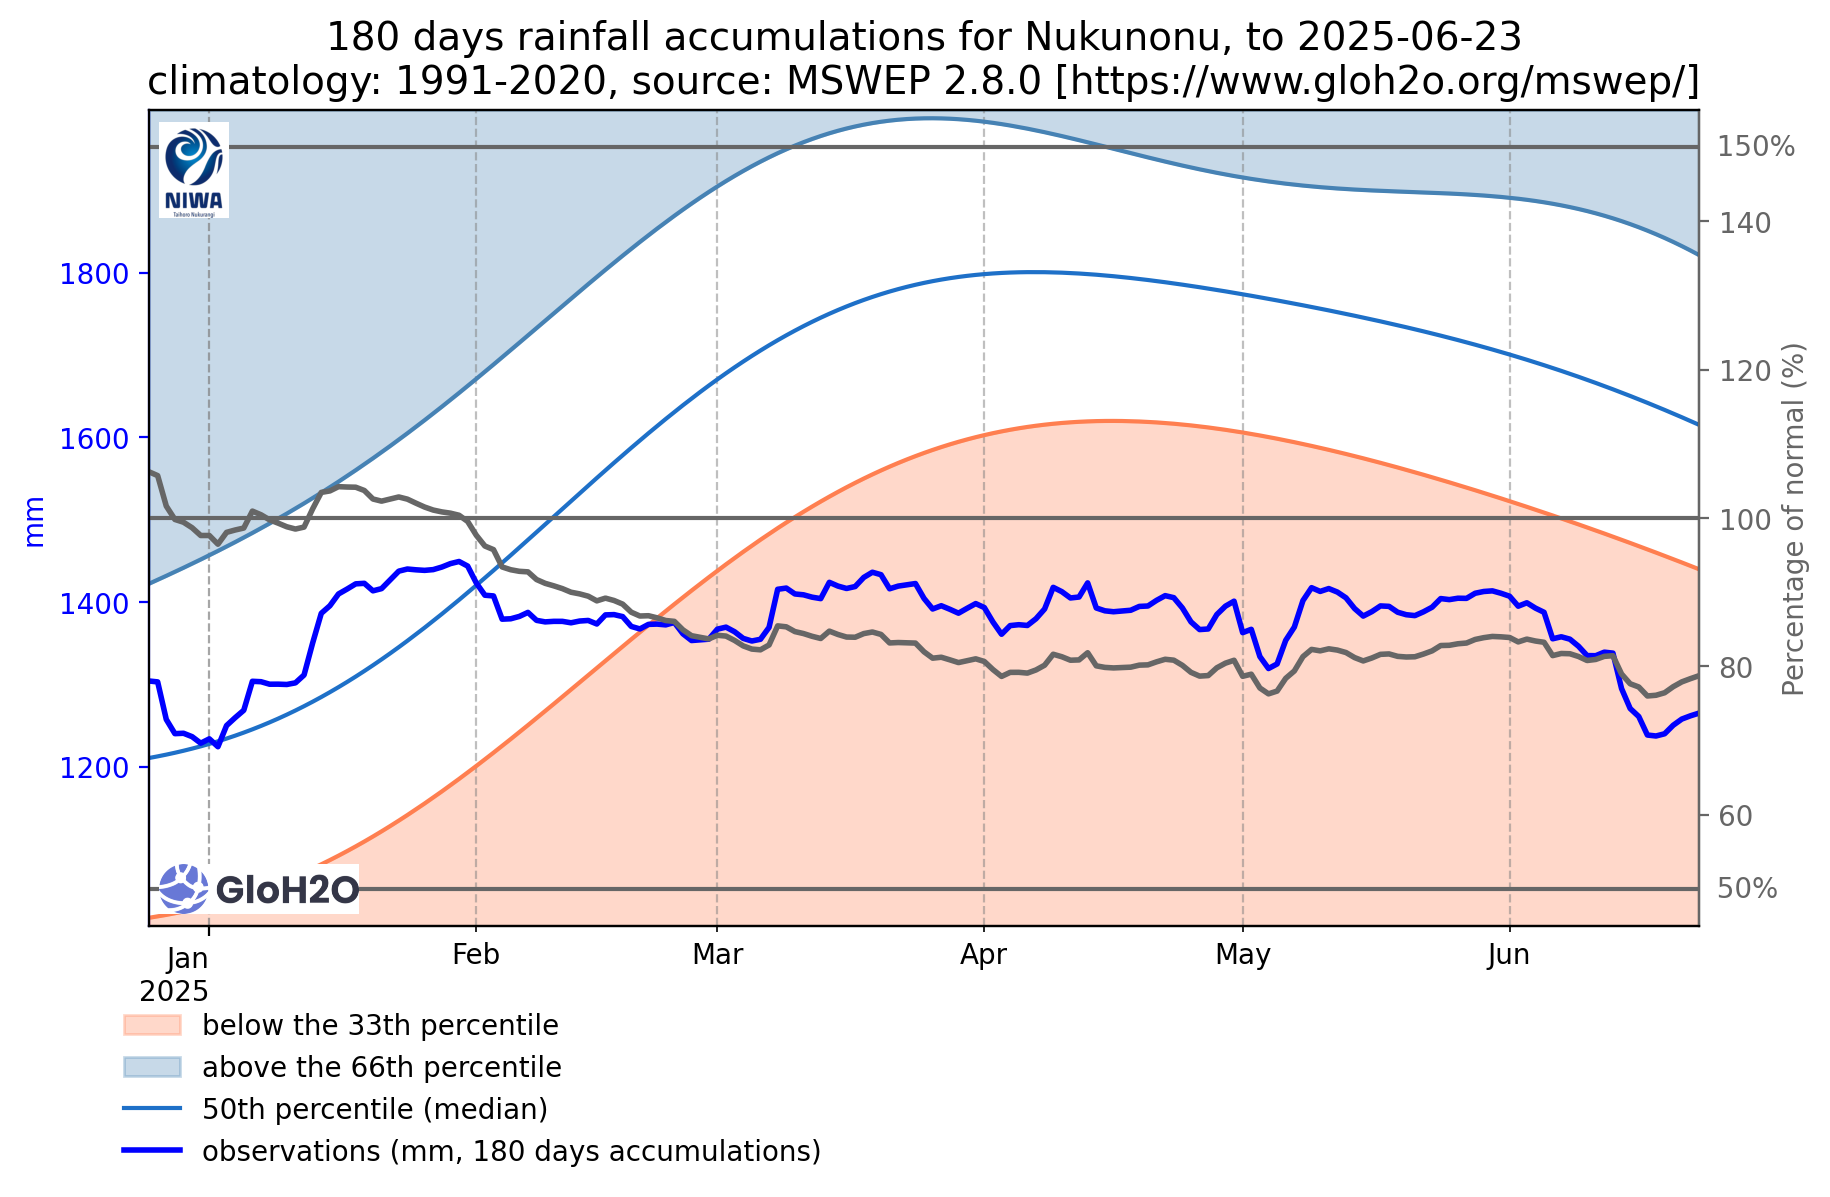 180 days rainfall accumulations for Nukunonu, to 2025-06-23
climatology: 1991-2020, source: MSWEP 2.8.0 [https://www.gloh2o.org/mswep/]
NIWA
Taihoro Nukurangi
150%
140
1800
120
1600
mm
Percentage of normal (%)
100
1400
80
1200
60
GloH2O
50%
Jan
Feb
Mar
Apr
May
Jun
2025
below the 33th percentile
above the 66th percentile
50th percentile (median)
observations (mm, 180 days accumulations)